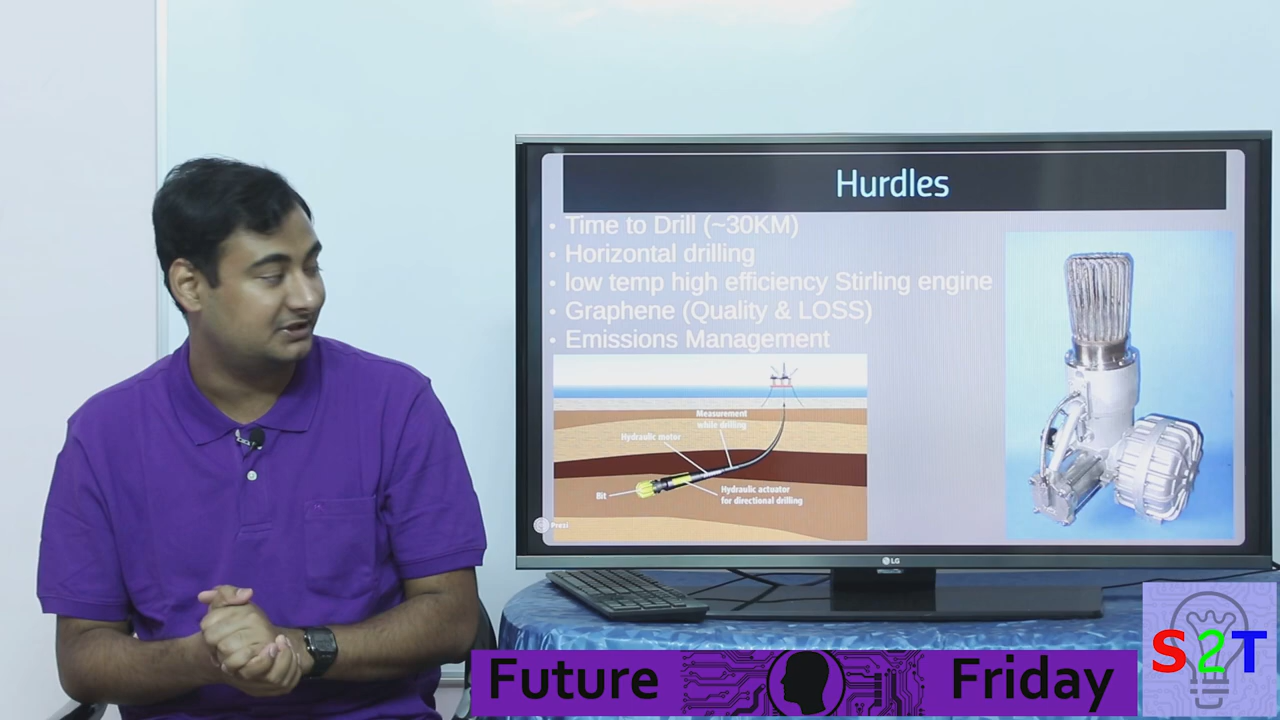 Hurdles
• Time to Drill (~30KM)
• Horizontal drilling
• low temp high efficiency Stirling engine
• Graphene (Quality & LOSS)
• Emissions Management
Measurement
while drilling
Hydraulic motor
Bit
Hydraulic actuator
for directional drilling
Prezi
LG
Future Friday
S2T